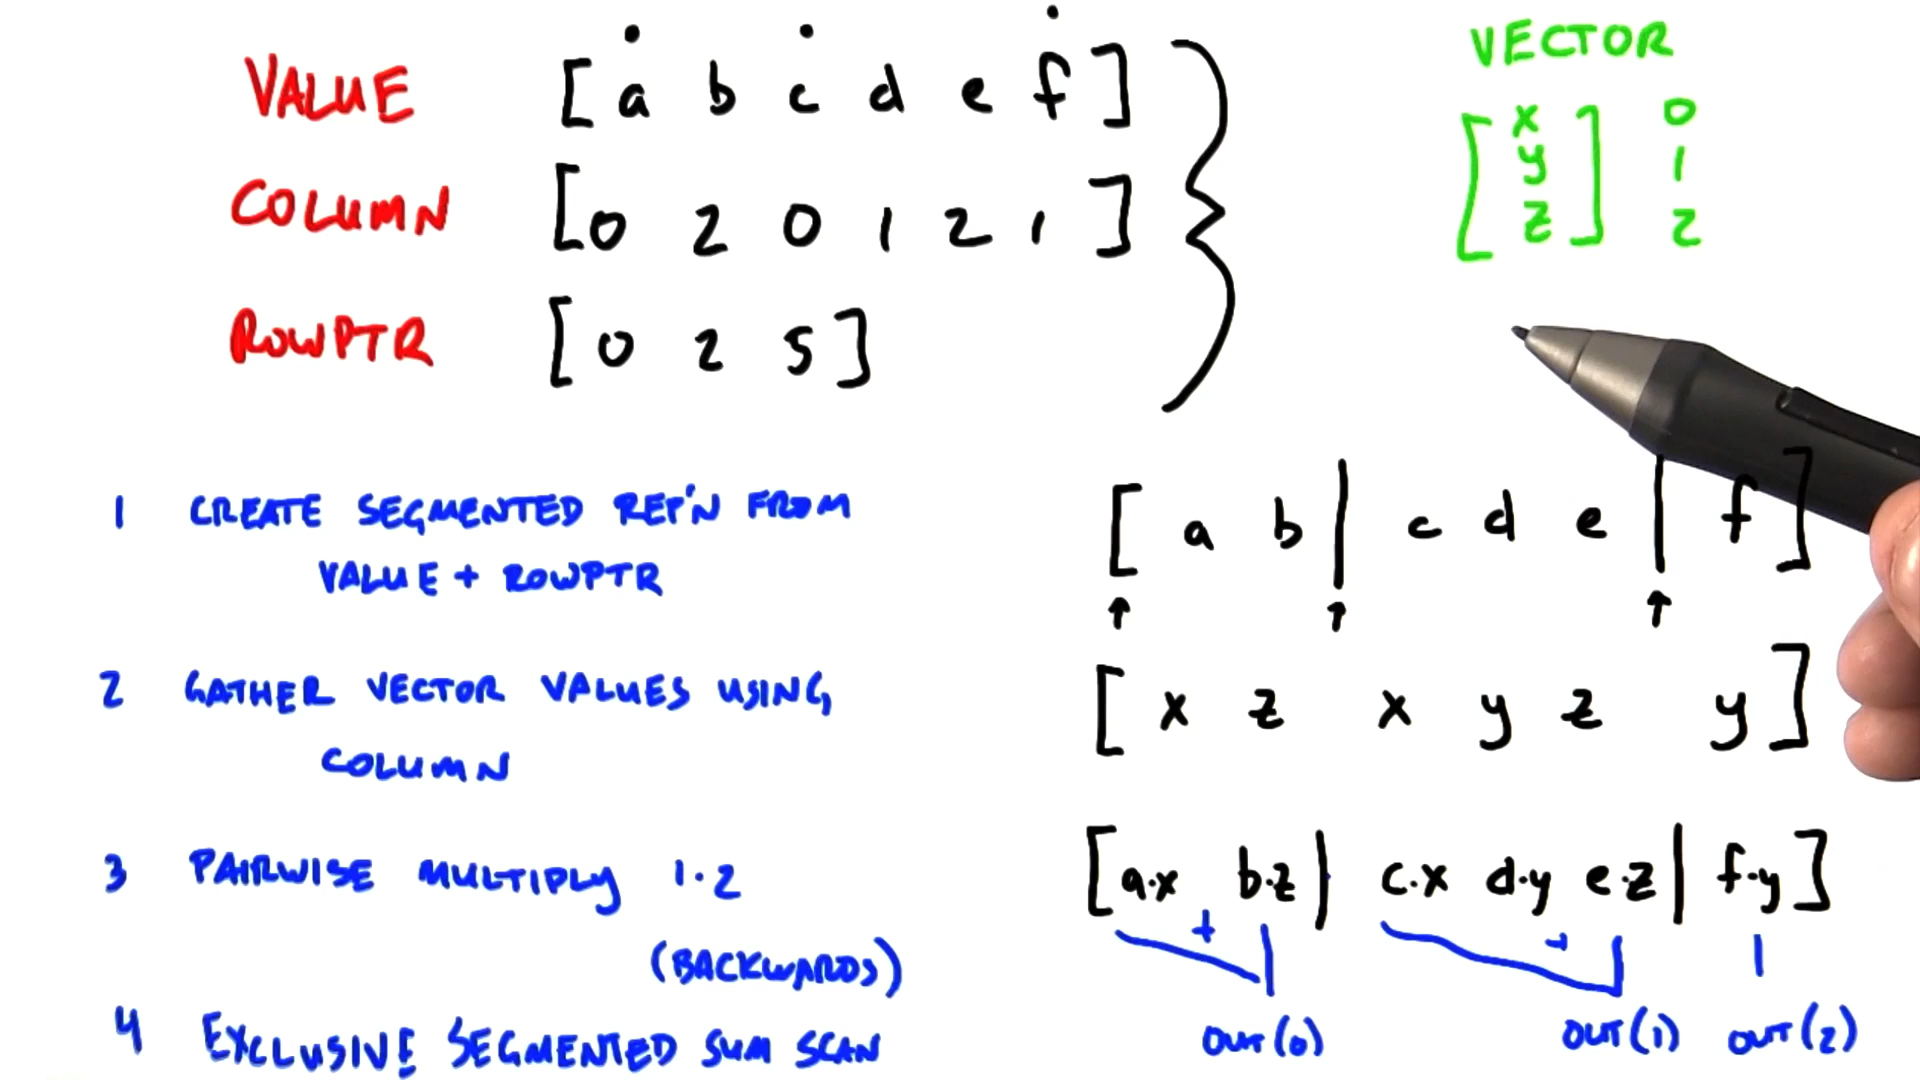 VALUE [ a b c d e f ]
COLUMN [ 0 2 0 1 2 1 ]
ROWPTR [ 0 2 5 ]
VECTOR
x 0
y 1
z 2
1 CREATE SEGMENTED REP'N FROM
VALUE + ROWPTR
[ a b | c d e | f ]
2 GATHER VECTOR VALUES USING
COLUMN
[ x z x y z y ]
3 PAIRWISE MULTIPLY 1·2
[ a·x b·z | c·x d·y e·z | f·y ]
+ +
(BACKWARDS)
4 EXCLUSIVE SEGMENTED SUM SCAN
OUT(0) OUT(1) OUT(2)